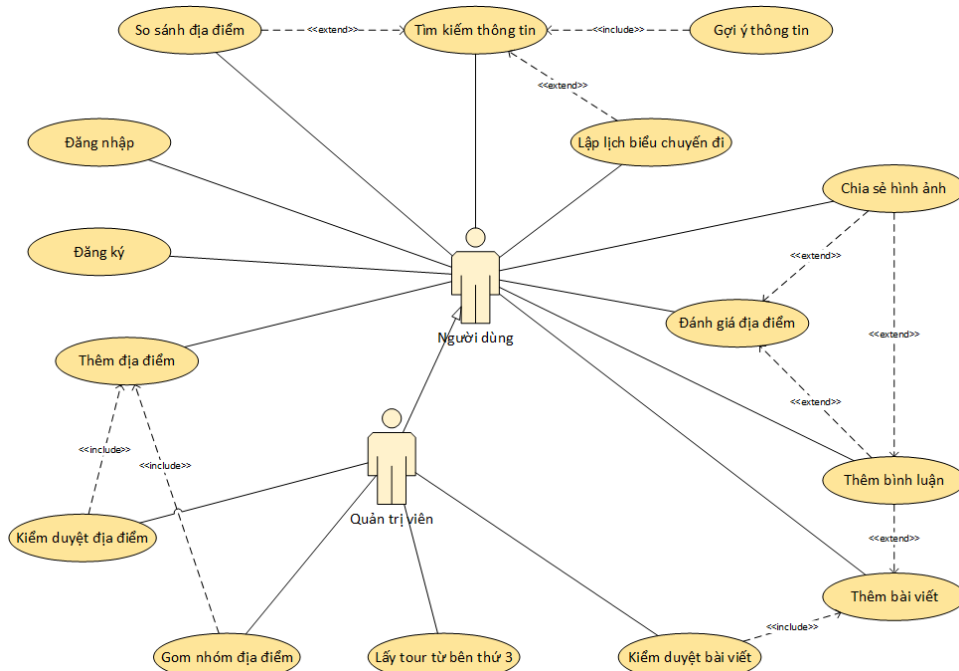 So sánh địa điểm
<<extend>>
Tìm kiếm thông tin
<<include>>
Gợi ý thông tin
<<extend>>
Đăng nhập
Lập lịch biểu chuyến đi
Chia sẻ hình ảnh
Đăng ký
<<extend>>
Đánh giá địa điểm
Người dùng
<<extend>>
Thêm địa điểm
<<extend>>
<<include>>
<<include>>
Thêm bình luận
Quản trị viên
Kiểm duyệt địa điểm
<<extend>>
Thêm bài viết
<<include>>
Gom nhóm địa điểm
Lấy tour từ bên thứ 3
Kiểm duyệt bài viết